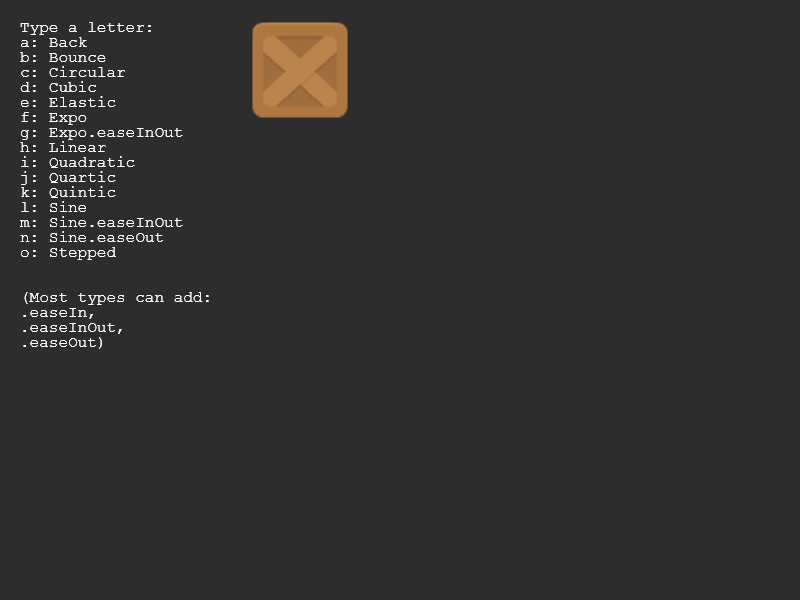 Type a letter:
a: Back
b: Bounce
c: Circular
d: Cubic
e: Elastic
f: Expo
g: Expo.easeInOut
h: Linear
i: Quadratic
j: Quartic
k: Quintic
l: Sine
m: Sine.easeInOut
n: Sine.easeOut
o: Stepped
(Most types can add:
.easeIn,
.easeInOut,
.easeOut)